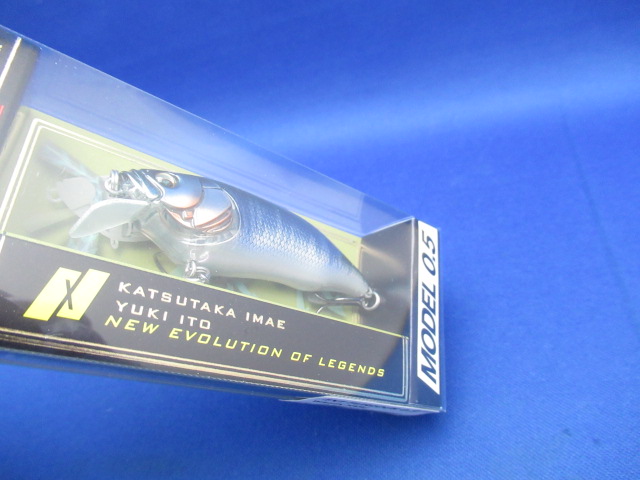 KATSUTAKA IMAE
YUKI ITO
NEW EVOLUTION OF LEGENDS
MODEL 0.5